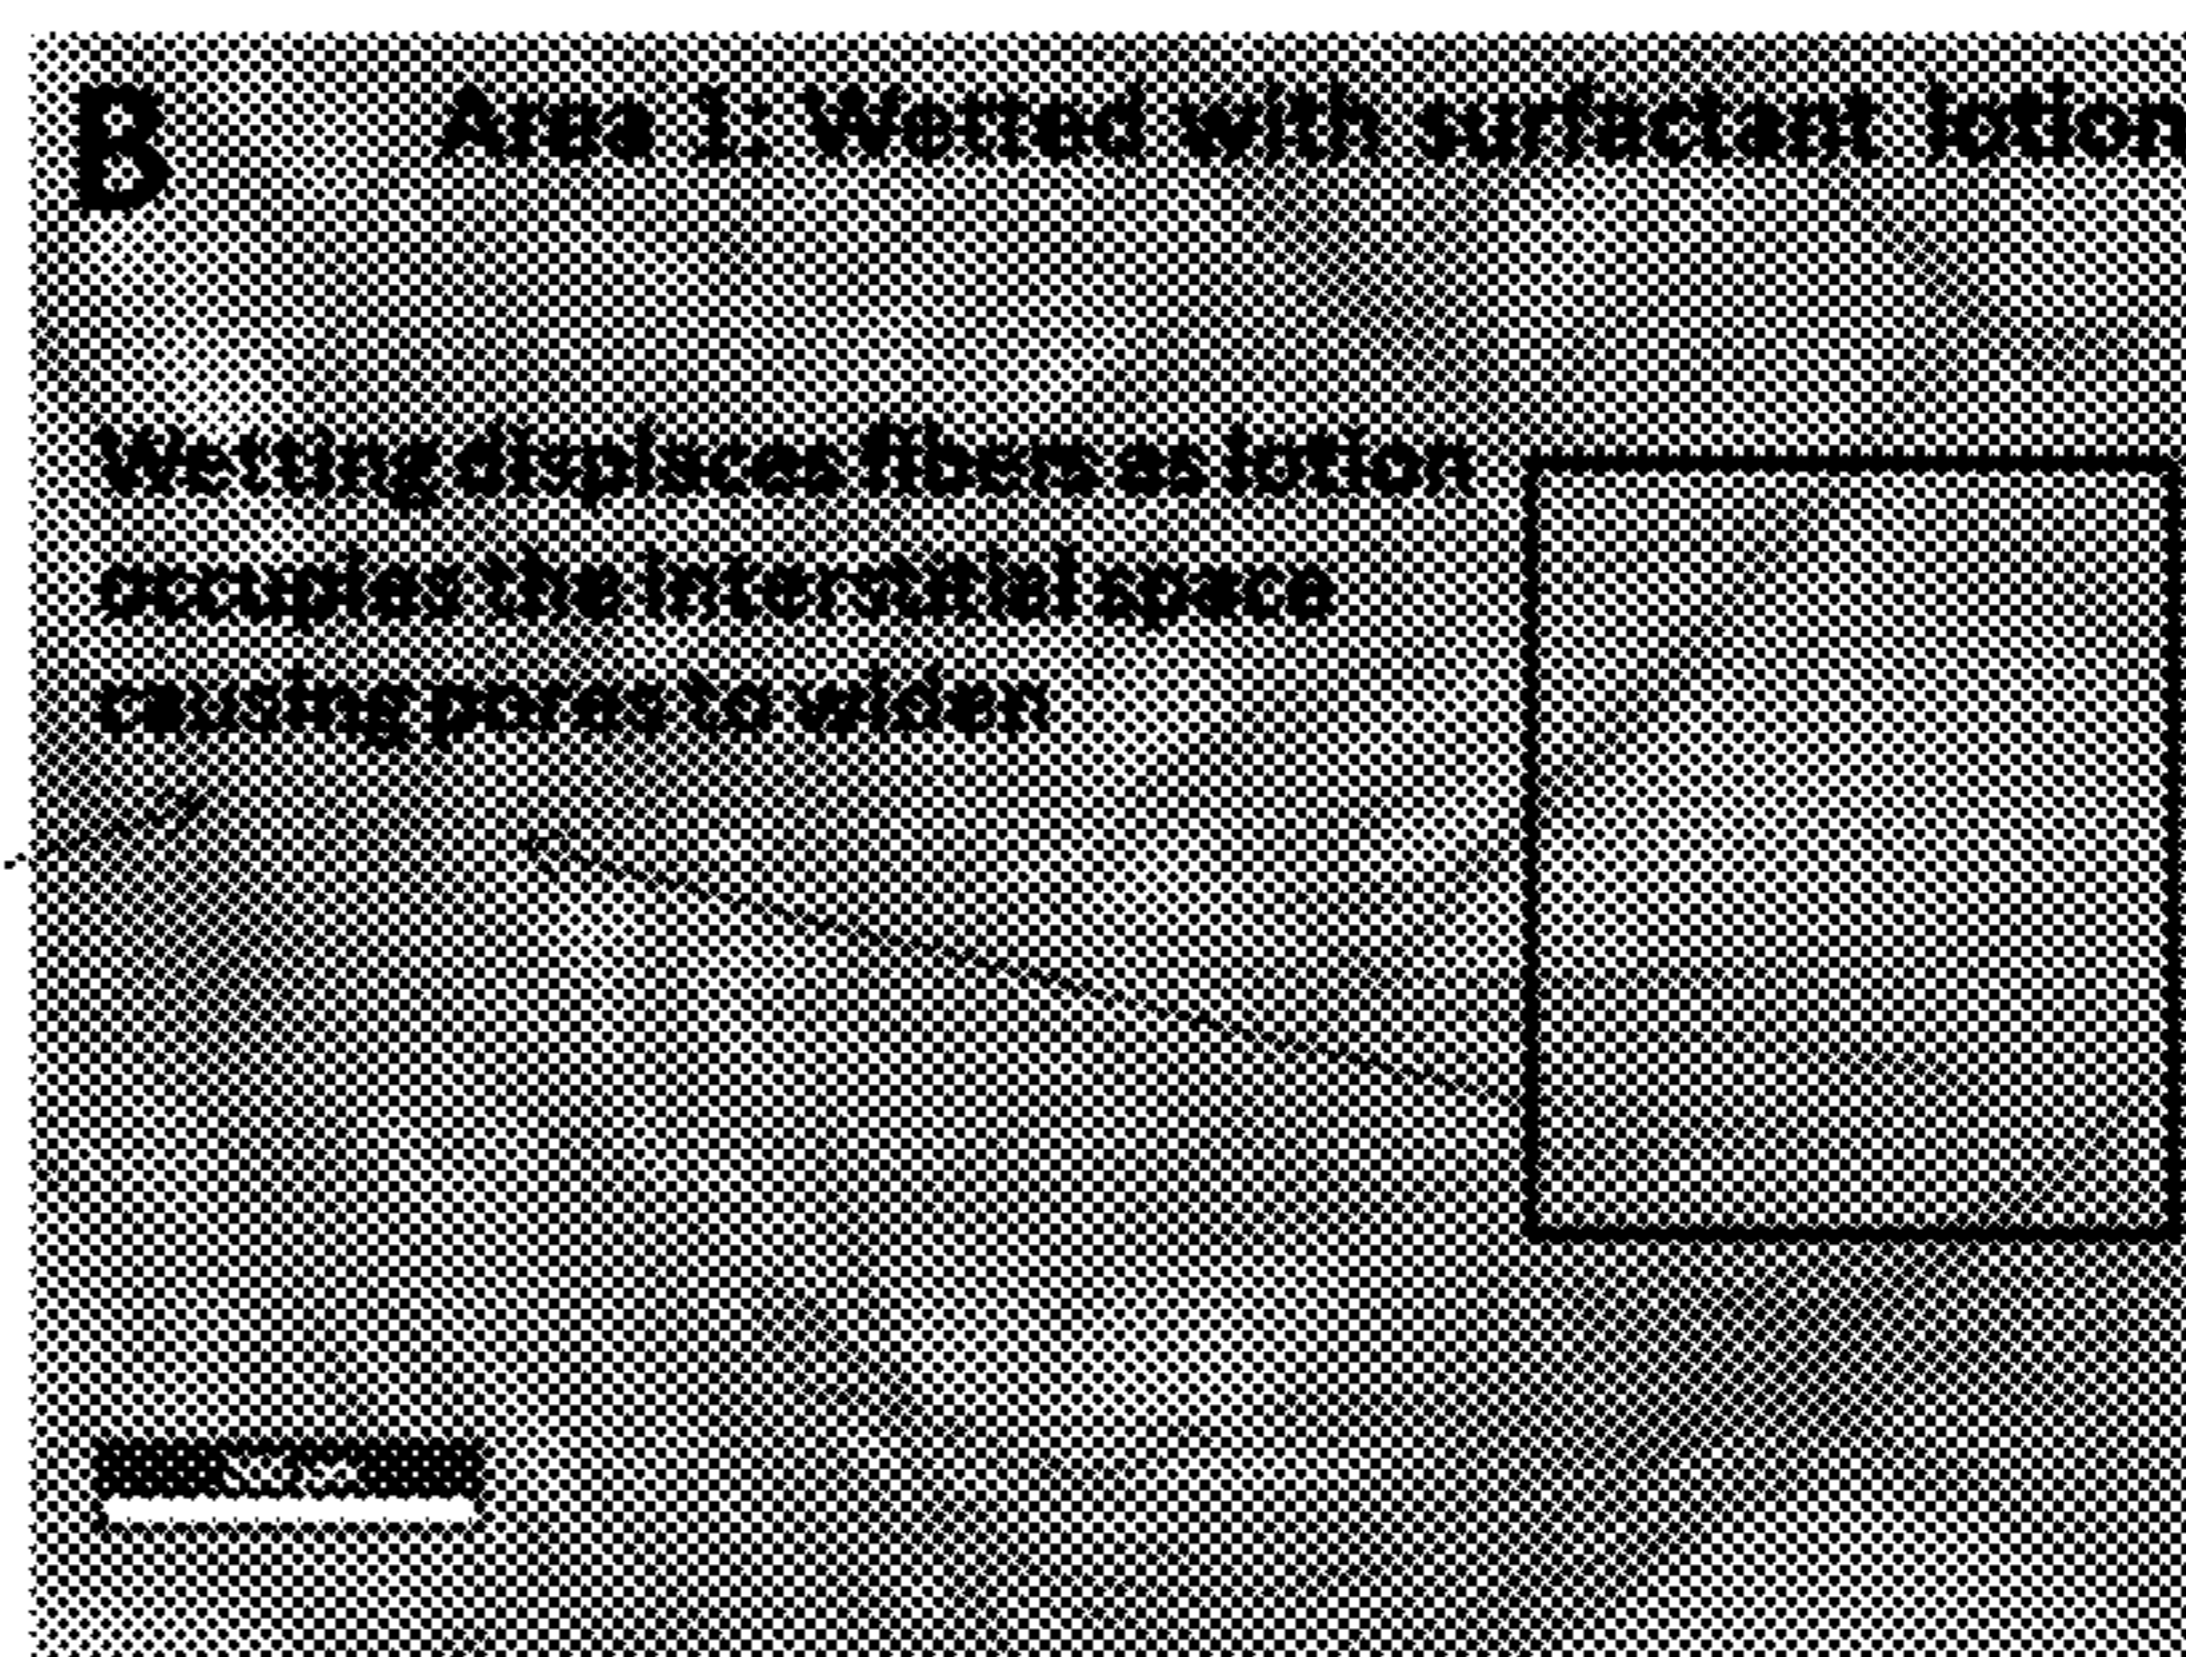 B
Area 1: Wetted with surfactant lotion
Wetting displaces fibers as lotion
occupies the interstitial space
causing pores to widen